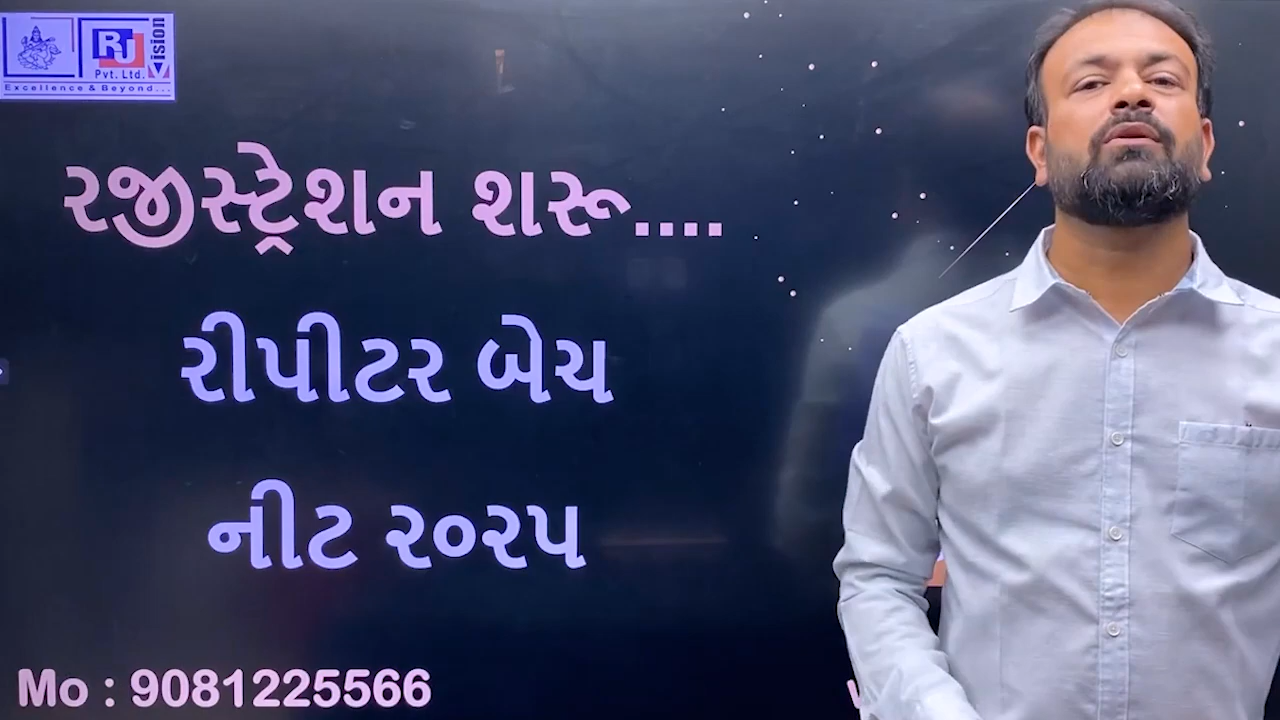 RJ Vision
Pvt. Ltd.
Excellence & Beyond...
રજીસ્ટ્રેશન શરૂ....
રીપીટર બેચ
નીટ ૨૦૨૫
Mo : 9081225566